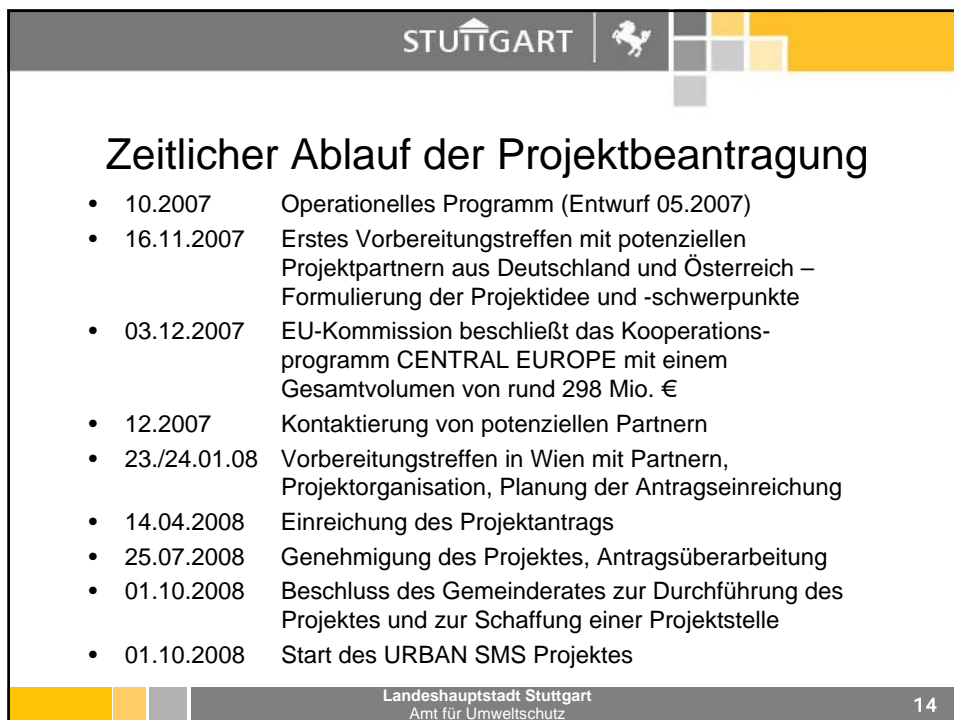 STUTTGART
Zeitlicher Ablauf der Projektbeantragung
• 10.2007 Operationelles Programm (Entwurf 05.2007)
• 16.11.2007 Erstes Vorbereitungstreffen mit potenziellen
Projektpartnern aus Deutschland und Österreich –
Formulierung der Projektidee und -schwerpunkte
• 03.12.2007 EU-Kommission beschließt das Kooperations-
programm CENTRAL EUROPE mit einem
Gesamtvolumen von rund 298 Mio. €
• 12.2007 Kontaktierung von potenziellen Partnern
• 23./24.01.08 Vorbereitungstreffen in Wien mit Partnern,
Projektorganisation, Planung der Antragseinreichung
• 14.04.2008 Einreichung des Projektantrags
• 25.07.2008 Genehmigung des Projektes, Antragsüberarbeitung
• 01.10.2008 Beschluss des Gemeinderates zur Durchführung des
Projektes und zur Schaffung einer Projektstelle
• 01.10.2008 Start des URBAN SMS Projektes
Landeshauptstadt Stuttgart
Amt für Umweltschutz
14